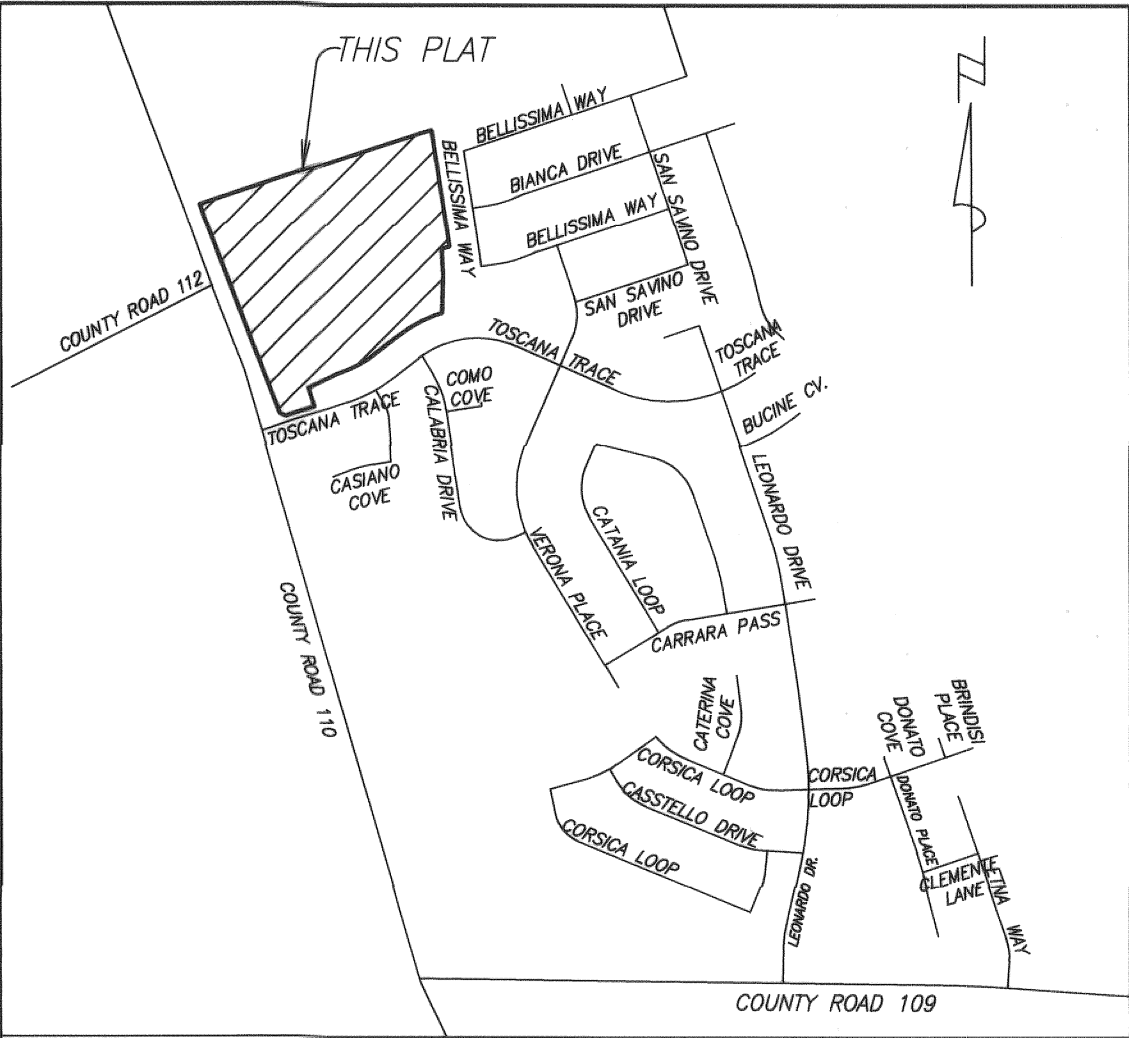 THIS PLAT
N
BELLISSIMA WAY
BELLISSIMA WAY
BIANCA DRIVE
BELLISSIMA WAY
SAN SAVINO DRIVE
SAN SAVINO
DRIVE
COUNTY ROAD 112
TOSCANA TRACE
TOSCANA
TRACE
TOSCANA TRACE
COMO
COVE
CALABRIA DRIVE
CASIANO
COVE
BUCINE CV.
LEONARDO DRIVE
CATANIA LOOP
VERONA PLACE
CARRARA PASS
COUNTY ROAD 110
CATERINA
COVE
CORSICA LOOP
CASSTELLO DRIVE
CORSICA LOOP
CORSICA
LOOP
DONATO
COVE
BRINDISI
PLACE
DONATO PLACE
CLEMENTE
LANE
ETNA WAY
LEONARDO DR.
COUNTY ROAD 109